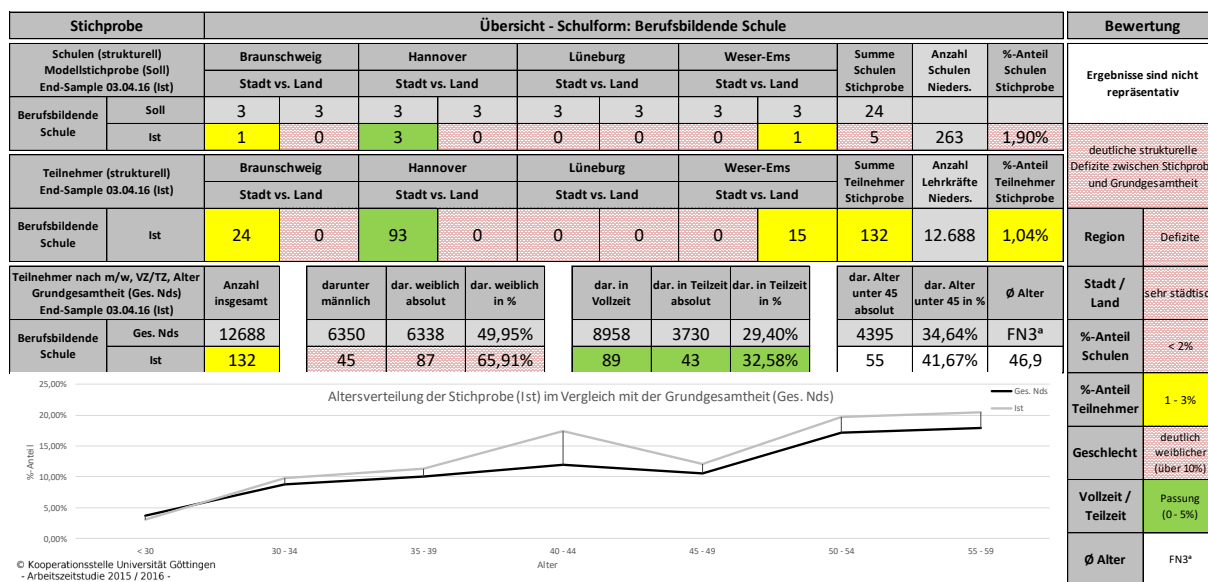 Stichprobe Übersicht - Schulform: Berufsbildende Schule Bewertung
Schulen (strukturell)
Modellstichprobe (Soll)
End-Sample 03.04.16 (Ist)
Braunschweig Hannover Lüneburg Weser-Ems
Stadt vs. Land Stadt vs. Land Stadt vs. Land Stadt vs. Land
Summe
Schulen
Stichprobe
Anzahl
Schulen
Nieders.
%-Anteil
Schulen
Stichprobe
Ergebnisse sind nicht
repräsentativ
Berufsbildende
Schule
Soll 3 3 3 3 3 3 3 3 24
Ist 1 0 3 0 0 0 0 1 5 263 1,90%
deutliche strukturelle
Defizite zwischen Stichprob
und Grundgesamtheit
Teilnehmer (strukturell)
End-Sample 03.04.16 (Ist)
Braunschweig Hannover Lüneburg Weser-Ems
Stadt vs. Land Stadt vs. Land Stadt vs. Land Stadt vs. Land
Summe
Teilnehmer
Stichprobe
Anzahl
Lehrkräfte
Nieders.
%-Anteil
Teilnehmer
Stichprobe
Berufsbildende
Schule
Ist 24 0 93 0 0 0 0 15 132 12.688 1,04%
Region Defizite
Teilnehmer nach m/w, VZ/TZ, Alter
Grundgesamtheit (Ges. Nds)
End-Sample 03.04.16 (Ist)
Anzahl
insgesamt
darunter
männlich
dar. weiblich
absolut
dar. weiblich
in %
dar. in
Vollzeit
dar. in Teilzeit
absolut
dar. in Teilzeit
in %
dar. Alter
unter 45
absolut
dar. Alter
unter 45 in %
Ø Alter
Stadt /
Land
sehr städtisc
Berufsbildende
Schule
Ges. Nds 12688 6350 6338 49,95% 8958 3730 29,40% 4395 34,64% FN3ª
Ist 132 45 87 65,91% 89 43 32,58% 55 41,67% 46,9
%-Anteil
Schulen
< 2%
%-Anteil
Teilnehmer
1 - 3%
Geschlecht
deutlich
weiblicher
(über 10%)
Vollzeit /
Teilzeit
Passung
(0 - 5%)
Ø Alter FN3ª
Altersverteilung der Stichprobe (Ist) im Vergleich mit der Grundgesamtheit (Ges. Nds)
Ges. Nds
Ist
25,00%
20,00%
15,00%
10,00%
5,00%
0,00%
%-Anteil
< 30 30 - 34 35 - 39 40 - 44 45 - 49 50 - 54 55 - 59
Alter
© Kooperationsstelle Universität Göttingen
- Arbeitszeitstudie 2015 / 2016 -